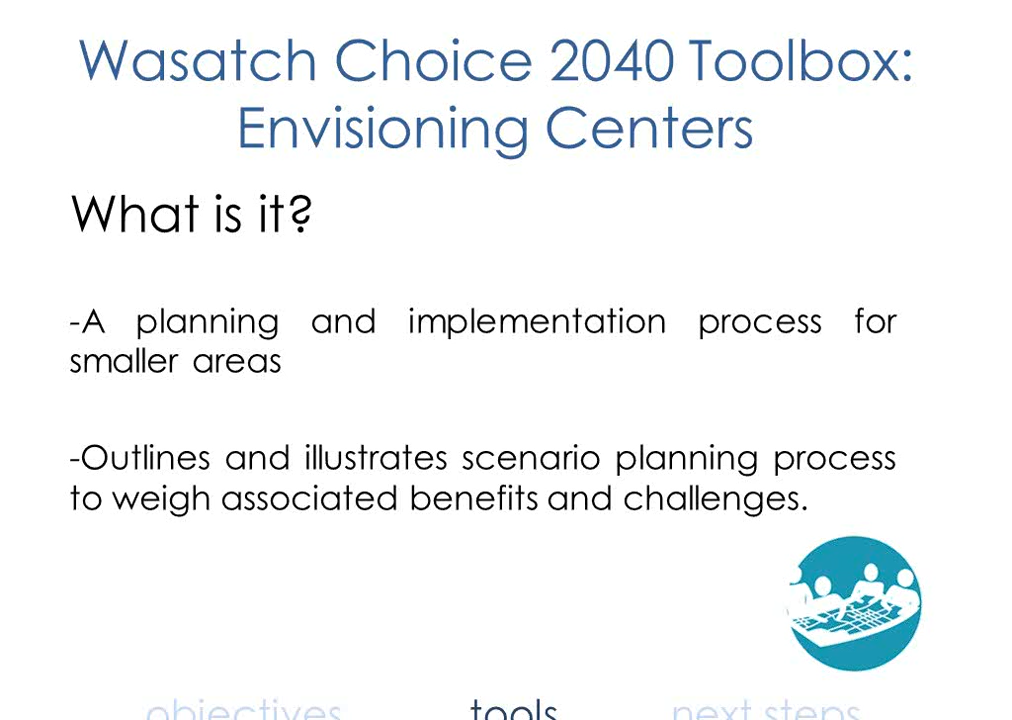 Wasatch Choice 2040 Toolbox:
Envisioning Centers
What is it?
-A planning and implementation process for
smaller areas
-Outlines and illustrates scenario planning process
to weigh associated benefits and challenges.
objectives tools next steps